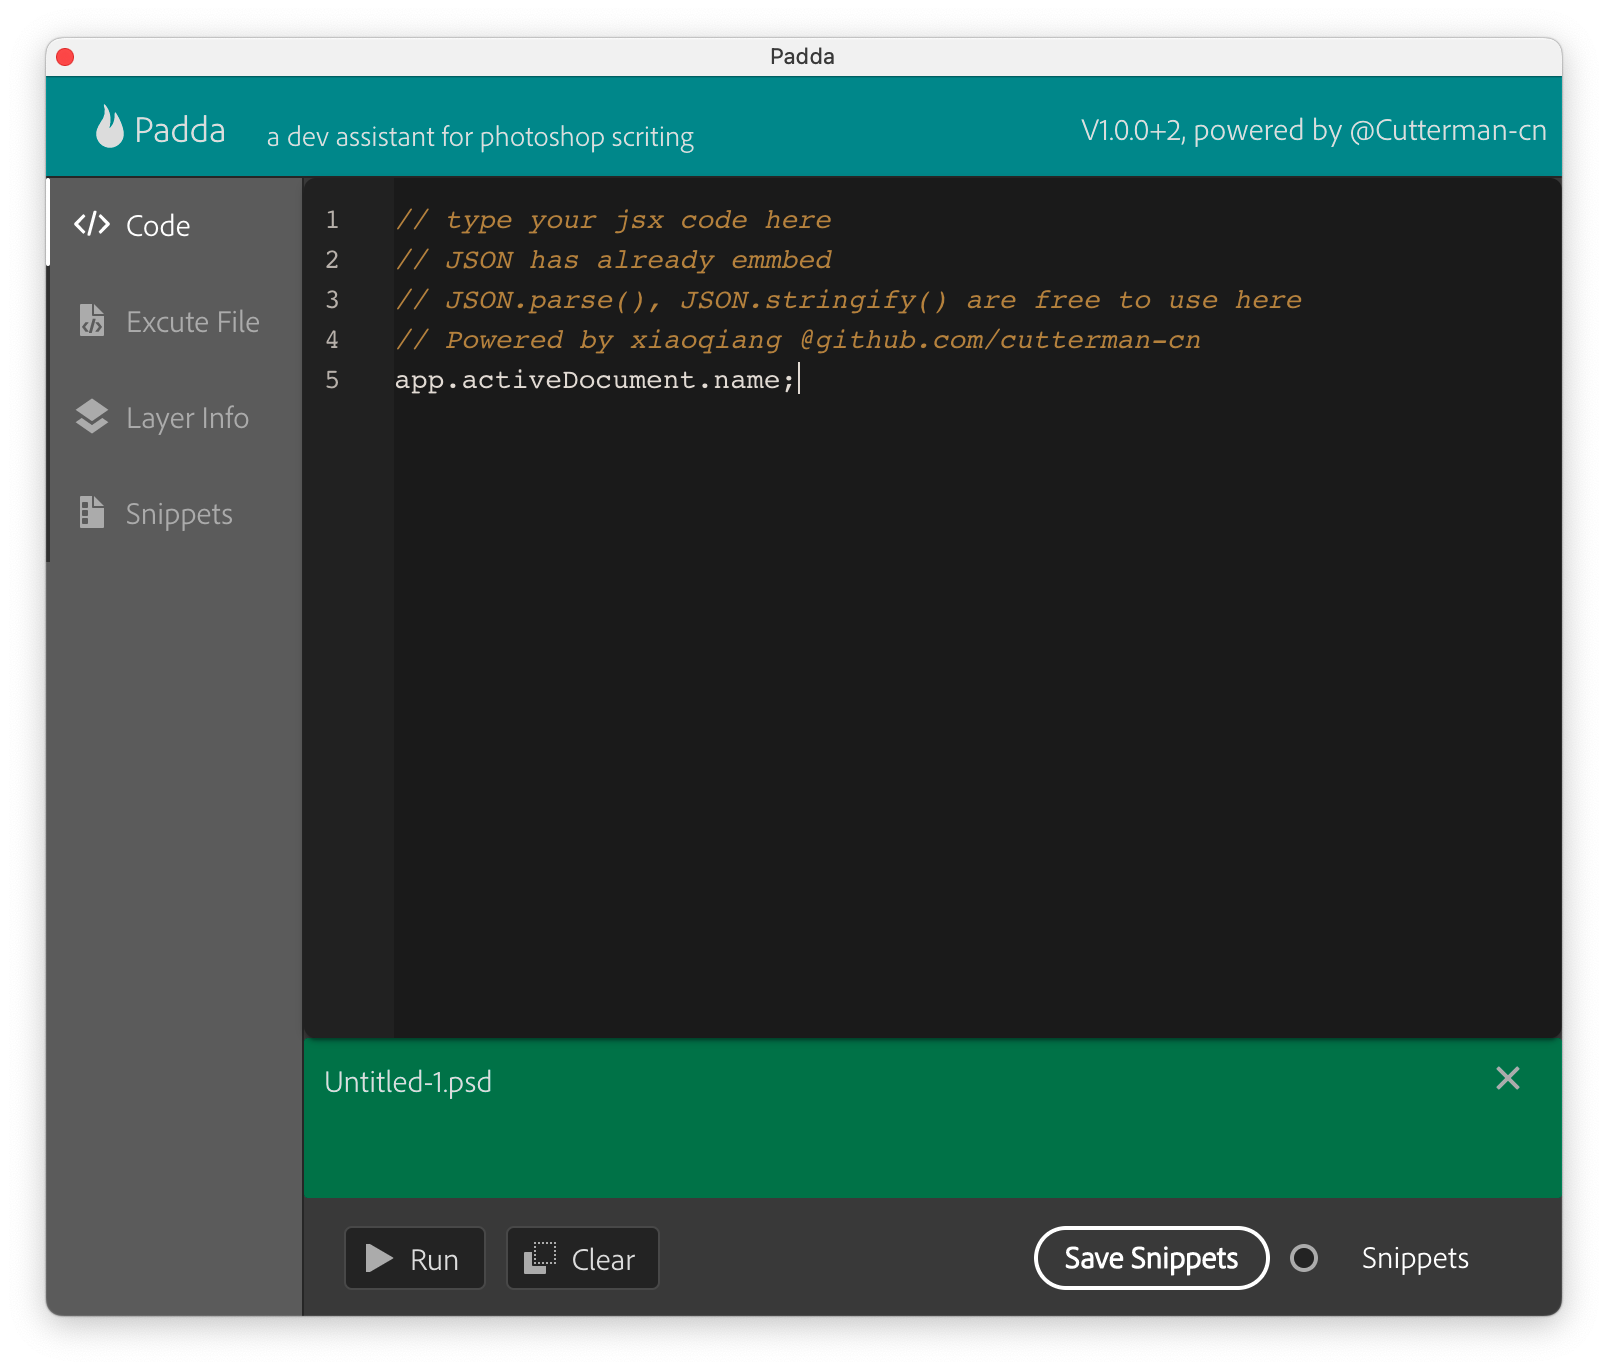 Padda
Padda a dev assistant for photoshop scriting V1.0.0+2, powered by @Cutterman-cn
Code
Excute File
Layer Info
Snippets
1 // type your jsx code here
2 // JSON has already emmbed
3 // JSON.parse(), JSON.stringify() are free to use here
4 // Powered by xiaoqiang @github.com/cutterman-cn
5 app.activeDocument.name;
Untitled-1.psd
Run Clear Save Snippets Snippets